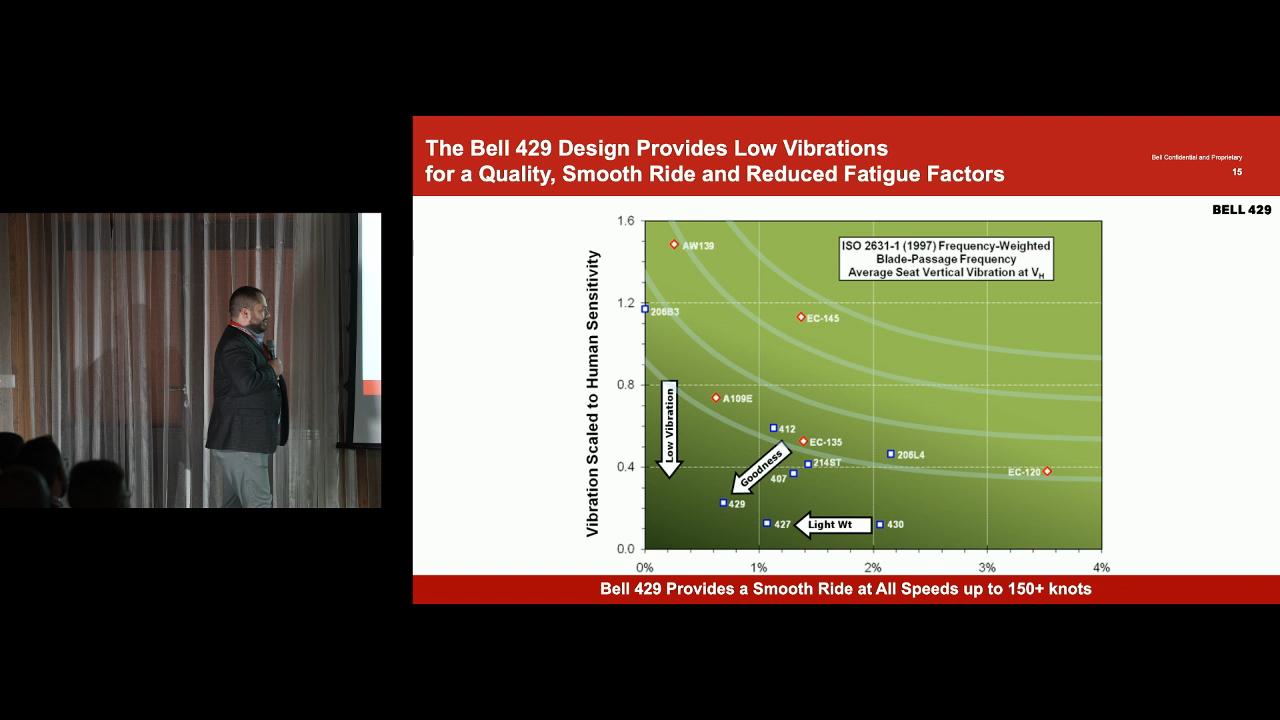 The Bell 429 Design Provides Low Vibrations
for a Quality, Smooth Ride and Reduced Fatigue Factors
Bell Confidential and Proprietary
15
BELL 429
Vibration Scaled to Human Sensitivity
1.6
1.2
0.8
0.4
0.0
ISO 2631-1 (1997) Frequency-Weighted
Blade-Passage Frequency
Average Seat Vertical Vibration at VH
AW139
206B3
EC-145
Low Vibration
A109E
412
EC-135
Goodness
214ST
206L4
407
EC-120
429
427
Light Wt
430
0%
1%
2%
3%
4%
Bell 429 Provides a Smooth Ride at All Speeds up to 150+ knots